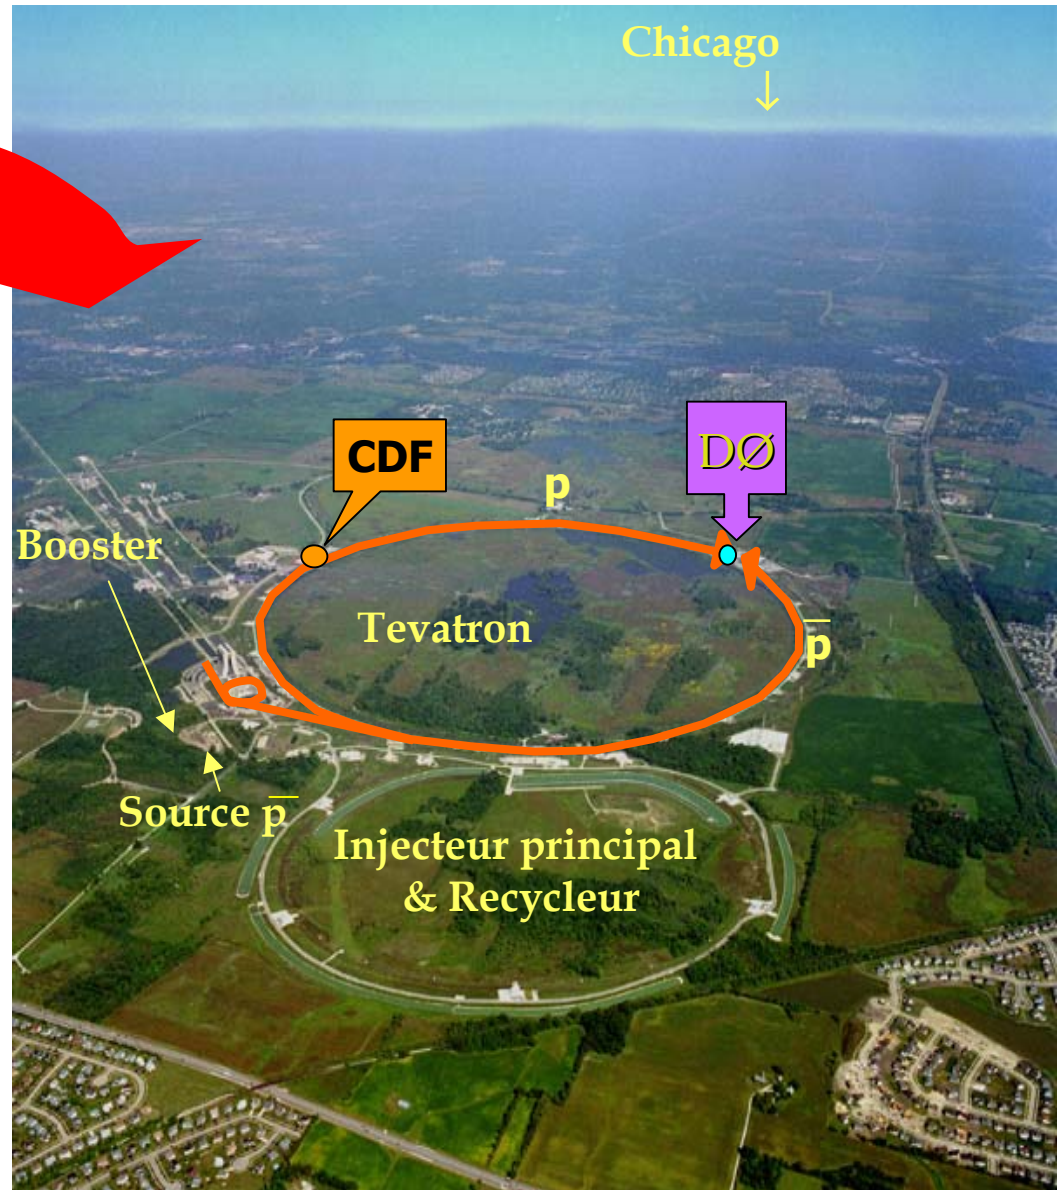 Chicago
↓
CDF
DØ
p
Booster
Tevatron
p̅
Source p̅
Injecteur principal
& Recycleur